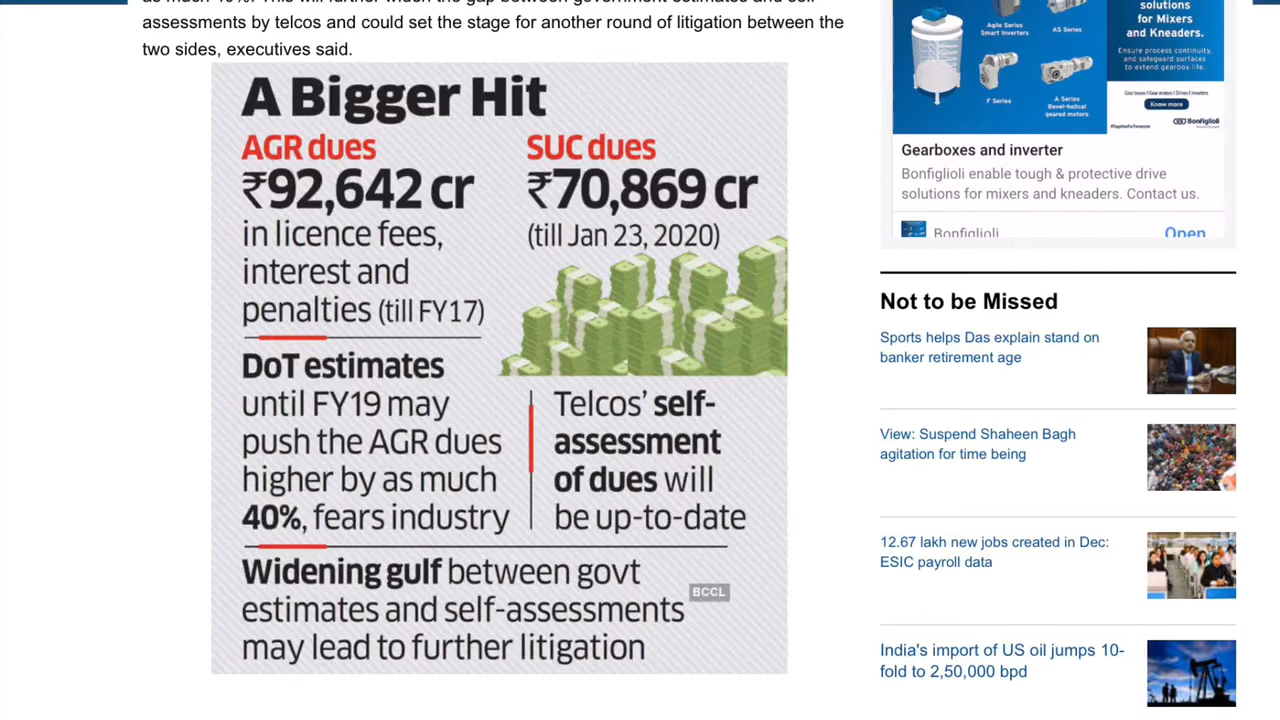 assessments by telcos and could set the stage for another round of litigation between the
two sides, executives said.
A Bigger Hit
AGR dues
₹92,642 cr
in licence fees,
interest and
penalties (till FY17)
SUC dues
₹70,869 cr
(till Jan 23, 2020)
DoT estimates
until FY19 may
push the AGR dues
higher by as much
40%, fears industry
Telcos’ self-
assessment
of dues will
be up-to-date
Widening gulf between govt
estimates and self-assessments
may lead to further litigation
BCCL
Agile Series
Smart Inverters
AS Series
F Series
A Series
Bevel-helical
geared motors
solutions
for Mixers
and Kneaders.
Ensure process continuity,
and safeguard surfaces
to extend gearbox life.
Know more
Bonfiglioli
Gearboxes and inverter
Bonfiglioli enable tough & protective drive
solutions for mixers and kneaders. Contact us.
Bonfiglioli
Open
Not to be Missed
Sports helps Das explain stand on
banker retirement age
View: Suspend Shaheen Bagh
agitation for time being
12.67 lakh new jobs created in Dec:
ESIC payroll data
India's import of US oil jumps 10-
fold to 2,50,000 bpd